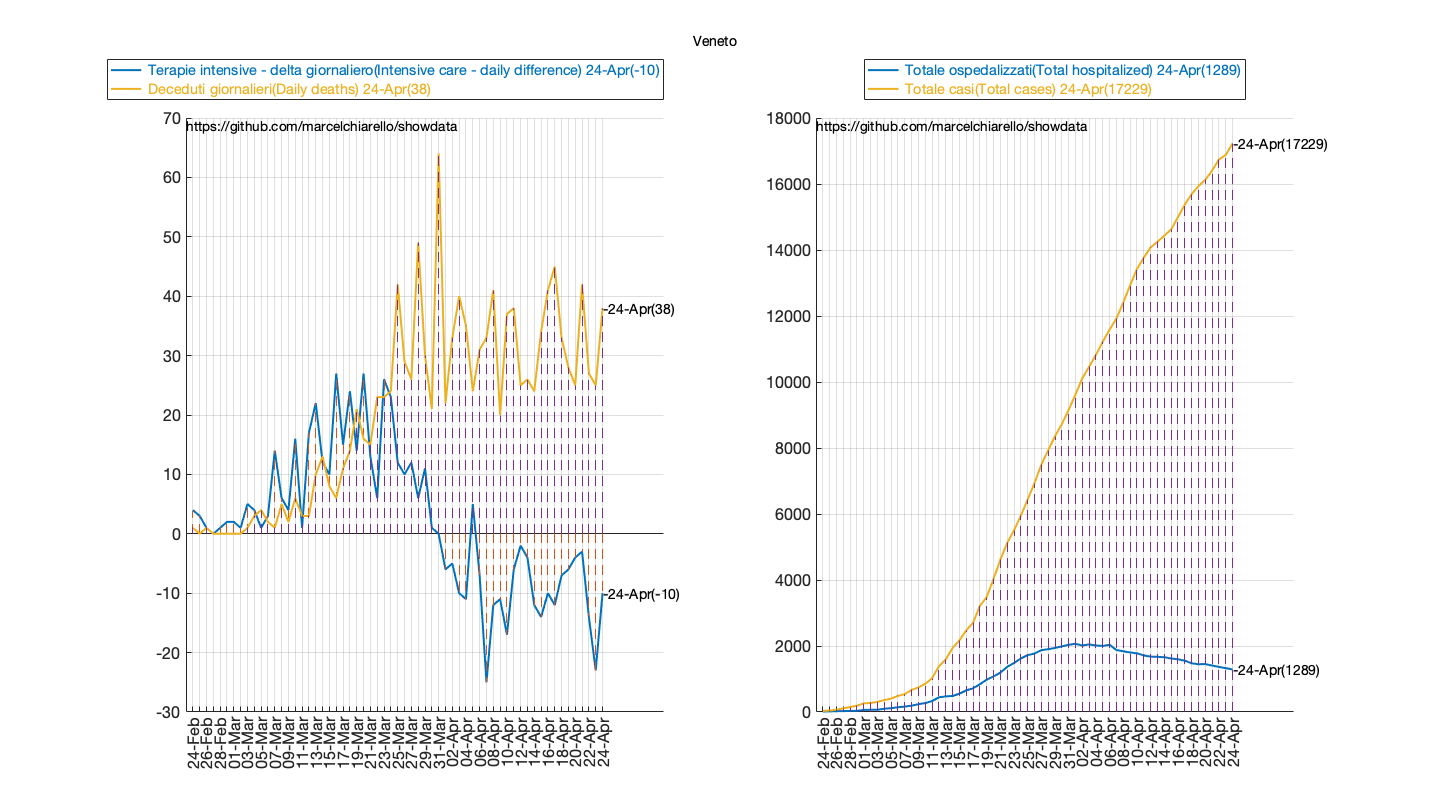 Veneto
Terapie intensive - delta giornaliero(Intensive care - daily difference) 24-Apr(-10)
Deceduti giornalieri(Daily deaths) 24-Apr(38)
https://github.com/marcelchiarello/showdata
70
60
50
40
30
20
10
0
-10
-20
-30
-24-Apr(38)
-24-Apr(-10)
24-Feb
26-Feb
28-Feb
01-Mar
03-Mar
05-Mar
07-Mar
09-Mar
11-Mar
13-Mar
15-Mar
17-Mar
19-Mar
21-Mar
23-Mar
25-Mar
27-Mar
29-Mar
31-Mar
02-Apr
04-Apr
06-Apr
08-Apr
10-Apr
12-Apr
14-Apr
16-Apr
18-Apr
20-Apr
22-Apr
24-Apr
Totale ospedalizzati(Total hospitalized) 24-Apr(1289)
Totale casi(Total cases) 24-Apr(17229)
https://github.com/marcelchiarello/showdata
18000
16000
14000
12000
10000
8000
6000
4000
2000
0
-24-Apr(17229)
-24-Apr(1289)
24-Feb
26-Feb
28-Feb
01-Mar
03-Mar
05-Mar
07-Mar
09-Mar
11-Mar
13-Mar
15-Mar
17-Mar
19-Mar
21-Mar
23-Mar
25-Mar
27-Mar
29-Mar
31-Mar
02-Apr
04-Apr
06-Apr
08-Apr
10-Apr
12-Apr
14-Apr
16-Apr
18-Apr
20-Apr
22-Apr
24-Apr